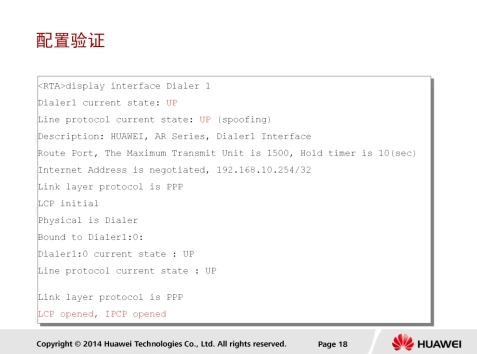 配置验证
<RTA>display interface Dialer 1
Dialer1 current state: UP
Line protocol current state: UP (spoofing)
Description: HUAWEI, AR Series, Dialer1 Interface
Route Port, The Maximum Transmit Unit is 1500, Hold timer is 10(sec)
Internet Address is negotiated, 192.168.10.254/32
Link layer protocol is PPP
LCP initial
Physical is Dialer
Bound to Dialer1:0:
Dialer1:0 current state : UP
Line protocol current state : UP
Link layer protocol is PPP
LCP opened, IPCP opened
Copyright © 2014 Huawei Technologies Co., Ltd. All rights reserved.
Page 18
HUAWEI